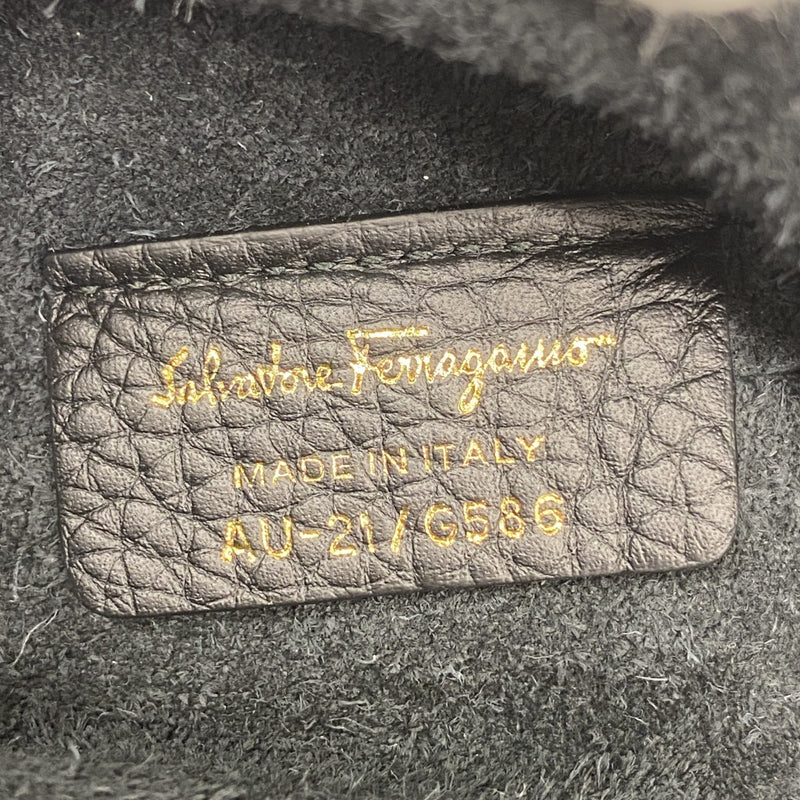 Salvatore Ferragamo
MADE IN ITALY
AU-21/G586